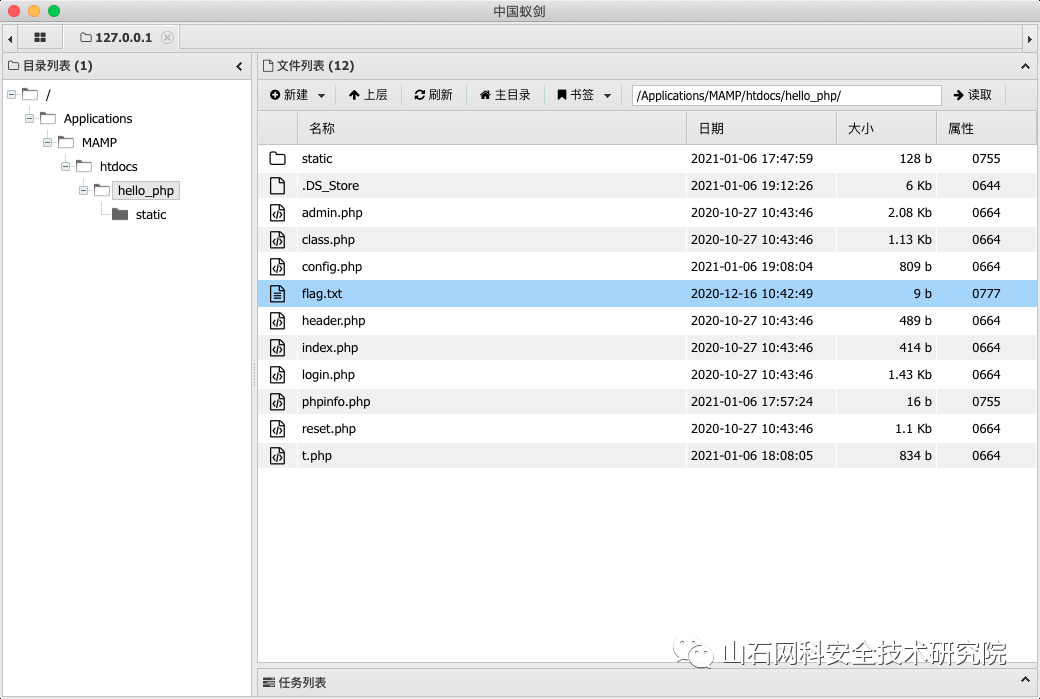 中国蚁剑
127.0.0.1
目录列表 (1)
/
Applications
MAMP
htdocs
hello_php
static
文件列表 (12)
新建 上层 刷新 主目录 书签 /Applications/MAMP/htdocs/hello_php/ 读取
名称 日期 大小 属性
static 2021-01-06 17:47:59 128 b 0755
.DS_Store 2021-01-06 19:12:26 6 Kb 0644
admin.php 2020-10-27 10:43:46 2.08 Kb 0664
class.php 2020-10-27 10:43:46 1.13 Kb 0664
config.php 2021-01-06 19:08:04 809 b 0664
flag.txt 2020-12-16 10:42:49 9 b 0777
header.php 2020-10-27 10:43:46 489 b 0664
index.php 2020-10-27 10:43:46 414 b 0664
login.php 2020-10-27 10:43:46 1.43 Kb 0664
phpinfo.php 2021-01-06 17:57:24 16 b 0755
reset.php 2020-10-27 10:43:46 1.1 Kb 0664
t.php 2021-01-06 18:08:05 834 b 0664
山石网科安全技术研究院
任务列表